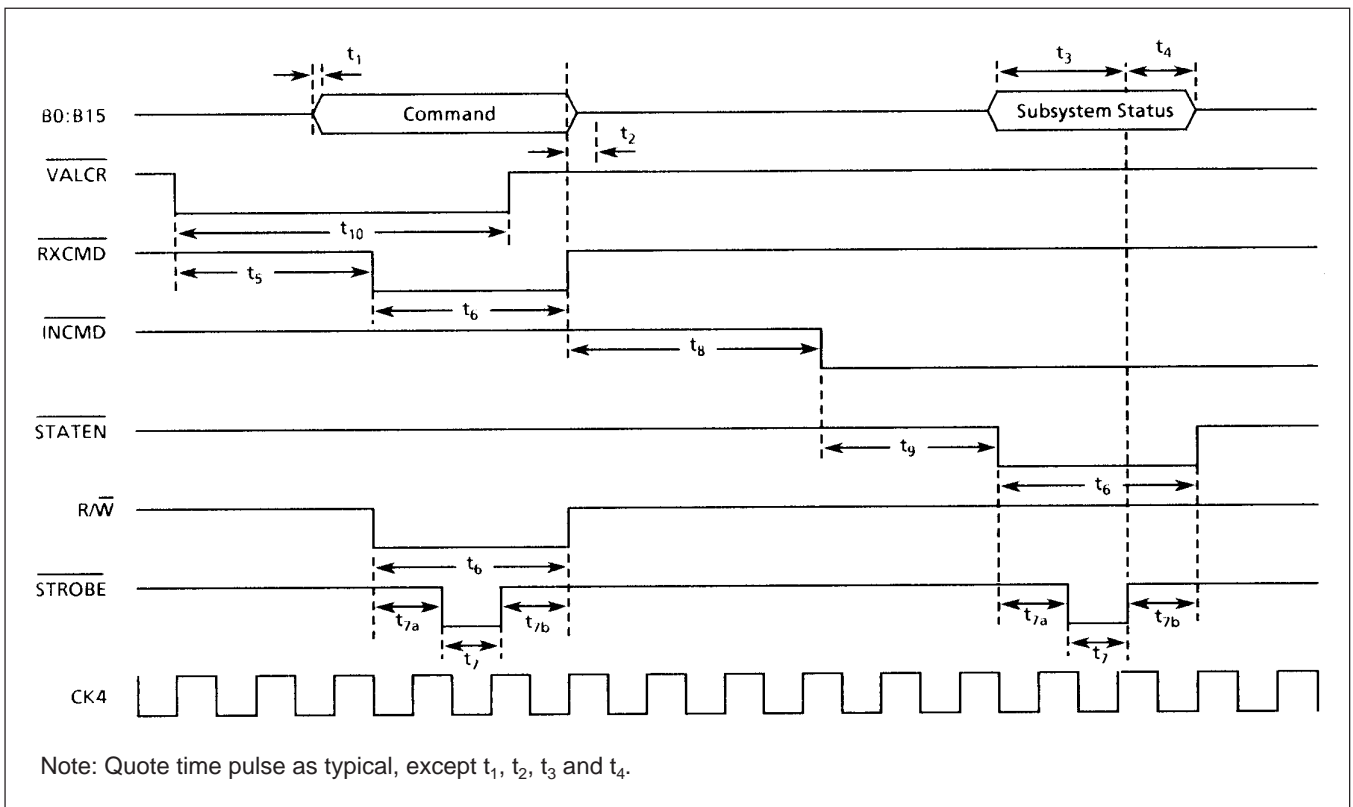 t₁
t₃
t₄
B0:B15
Command
Subsystem Status
t₂
VALCR
t₁₀
RXCMD
t₅
t₆
INCMD
t₈
STATEN
t₉
t₆
R/W
t₆
STROBE
t₇ₐ
t₇b
t₇ₐ
t₇b
t₇
t₇
CK4
Note: Quote time pulse as typical, except t₁, t₂, t₃ and t₄.